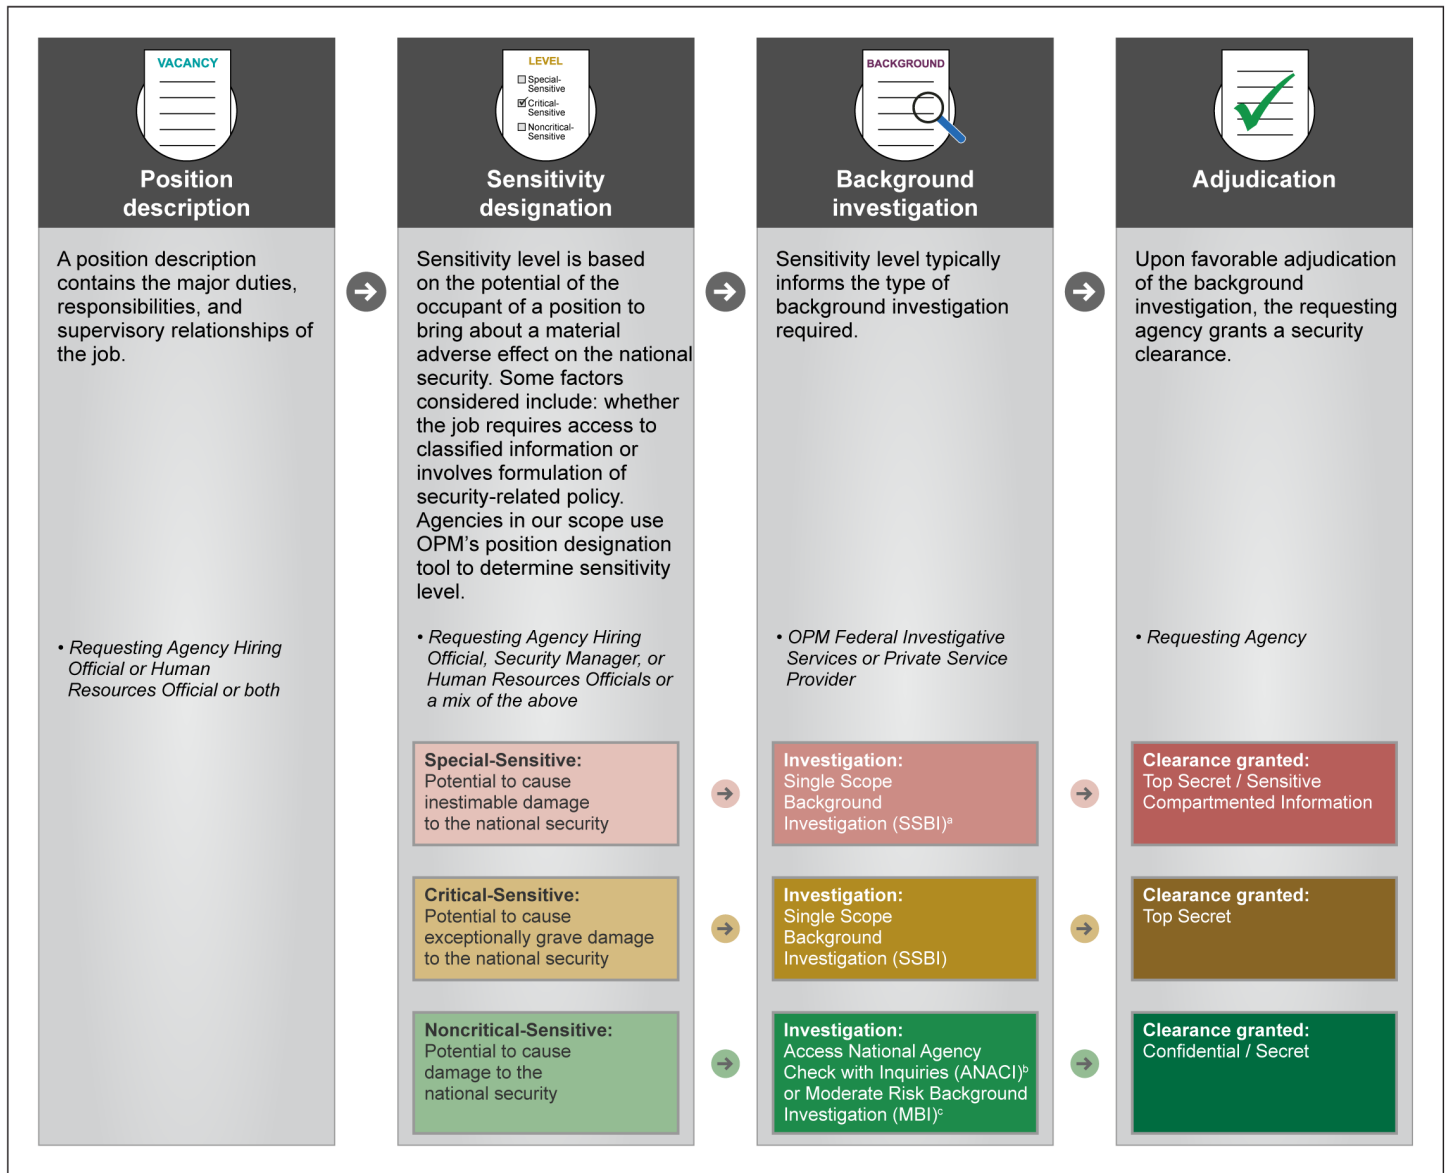 VACANCY
Position
description
A position description
contains the major duties,
responsibilities, and
supervisory relationships of
the job.
• Requesting Agency Hiring
Official or Human
Resources Official or both
LEVEL
Special-
Sensitive
Critical-
Sensitive
Noncritical-
Sensitive
Sensitivity
designation
Sensitivity level is based
on the potential of the
occupant of a position to
bring about a material
adverse effect on the national
security. Some factors
considered include: whether
the job requires access to
classified information or
involves formulation of
security-related policy.
Agencies in our scope use
OPM’s position designation
tool to determine sensitivity
level.
• Requesting Agency Hiring
Official, Security Manager, or
Human Resources Officials or
a mix of the above
BACKGROUND
Background
investigation
Sensitivity level typically
informs the type of
background investigation
required.
• OPM Federal Investigative
Services or Private Service
Provider
Adjudication
Upon favorable adjudication
of the background
investigation, the requesting
agency grants a security
clearance.
• Requesting Agency
Special-Sensitive:
Potential to cause
inestimable damage
to the national security
Investigation:
Single Scope
Background
Investigation (SSBI)ᵃ
Clearance granted:
Top Secret / Sensitive
Compartmented Information
Critical-Sensitive:
Potential to cause
exceptionally grave damage
to the national security
Investigation:
Single Scope
Background
Investigation (SSBI)
Clearance granted:
Top Secret
Noncritical-Sensitive:
Potential to cause
damage to the
national security
Investigation:
Access National Agency
Check with Inquiries (ANACI)ᵇ
or Moderate Risk Background
Investigation (MBI)ᶜ
Clearance granted:
Confidential / Secret